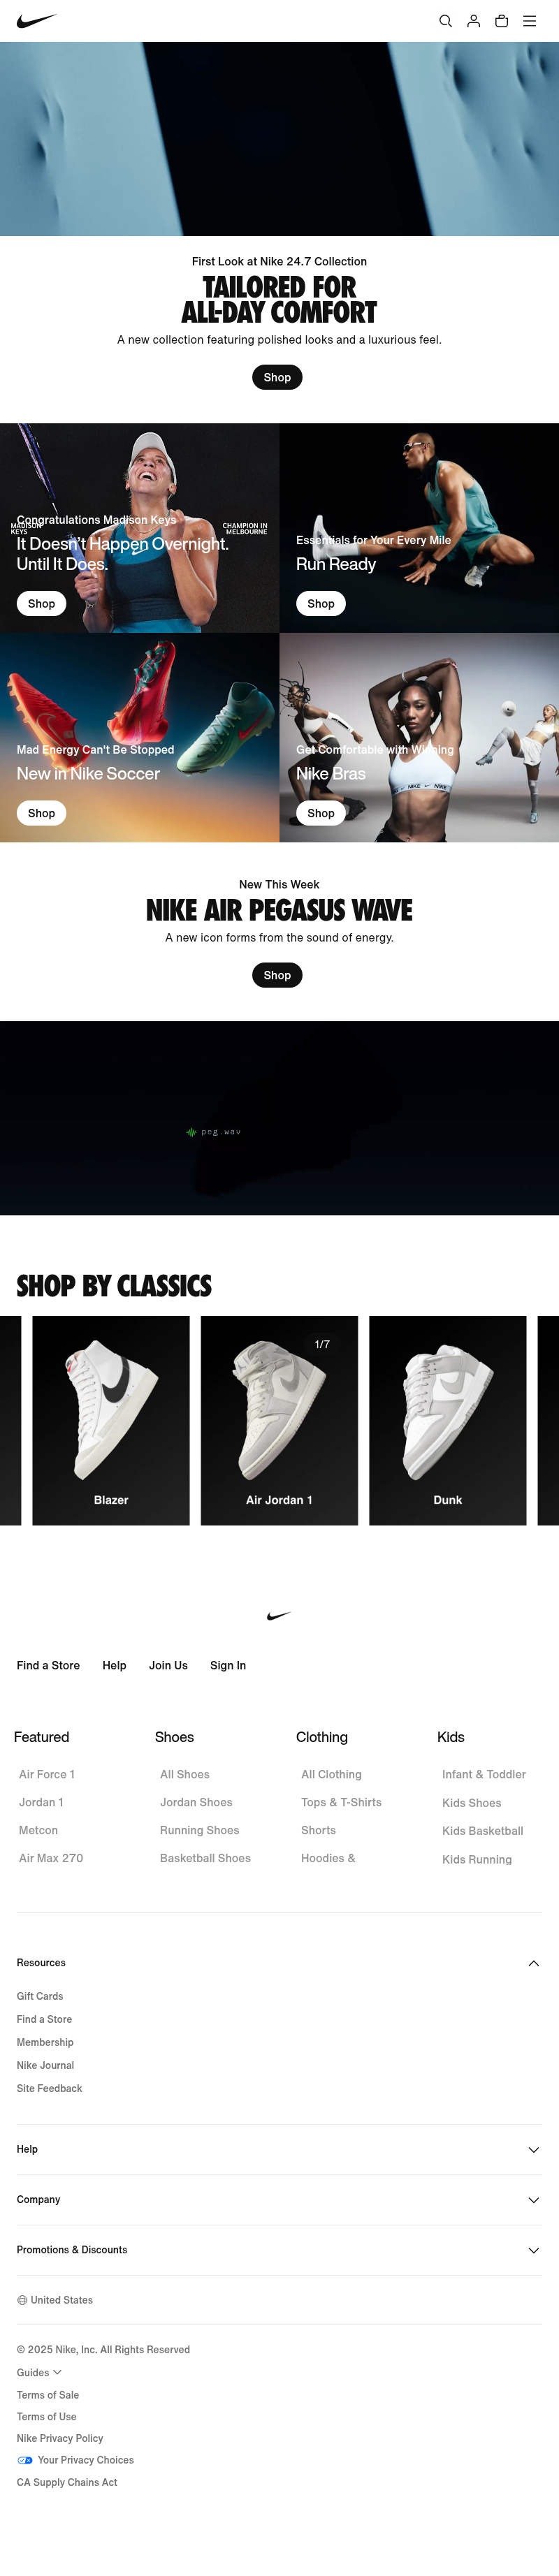 First Look at Nike 24.7 Collection
TAILORED FOR
ALL-DAY COMFORT
A new collection featuring polished looks and a luxurious feel.
Shop
MADISON
KEYS
CHAMPION IN
MELBOURNE
Congratulations Madison Keys
It Doesn’t Happen Overnight.
Until It Does.
Shop
Essentials for Your Every Mile
Run Ready
Shop
Mad Energy Can't Be Stopped
New in Nike Soccer
Shop
Get Comfortable with Winning
Nike Bras
NIKE
NIKE
Shop
New This Week
NIKE AIR PEGASUS WAVE
A new icon forms from the sound of energy.
Shop
peg.wav
SHOP BY CLASSICS
1/7
Blazer
Air Jordan 1
Dunk
Find a Store
Help
Join Us
Sign In
Featured
Air Force 1
Jordan 1
Metcon
Air Max 270
Shoes
All Shoes
Jordan Shoes
Running Shoes
Basketball Shoes
Clothing
All Clothing
Tops & T-Shirts
Shorts
Hoodies &
Kids
Infant & Toddler
Kids Shoes
Kids Basketball
Kids Running
Resources
Gift Cards
Find a Store
Membership
Nike Journal
Site Feedback
Help
Company
Promotions & Discounts
United States
© 2025 Nike, Inc. All Rights Reserved
Guides
Terms of Sale
Terms of Use
Nike Privacy Policy
Your Privacy Choices
CA Supply Chains Act